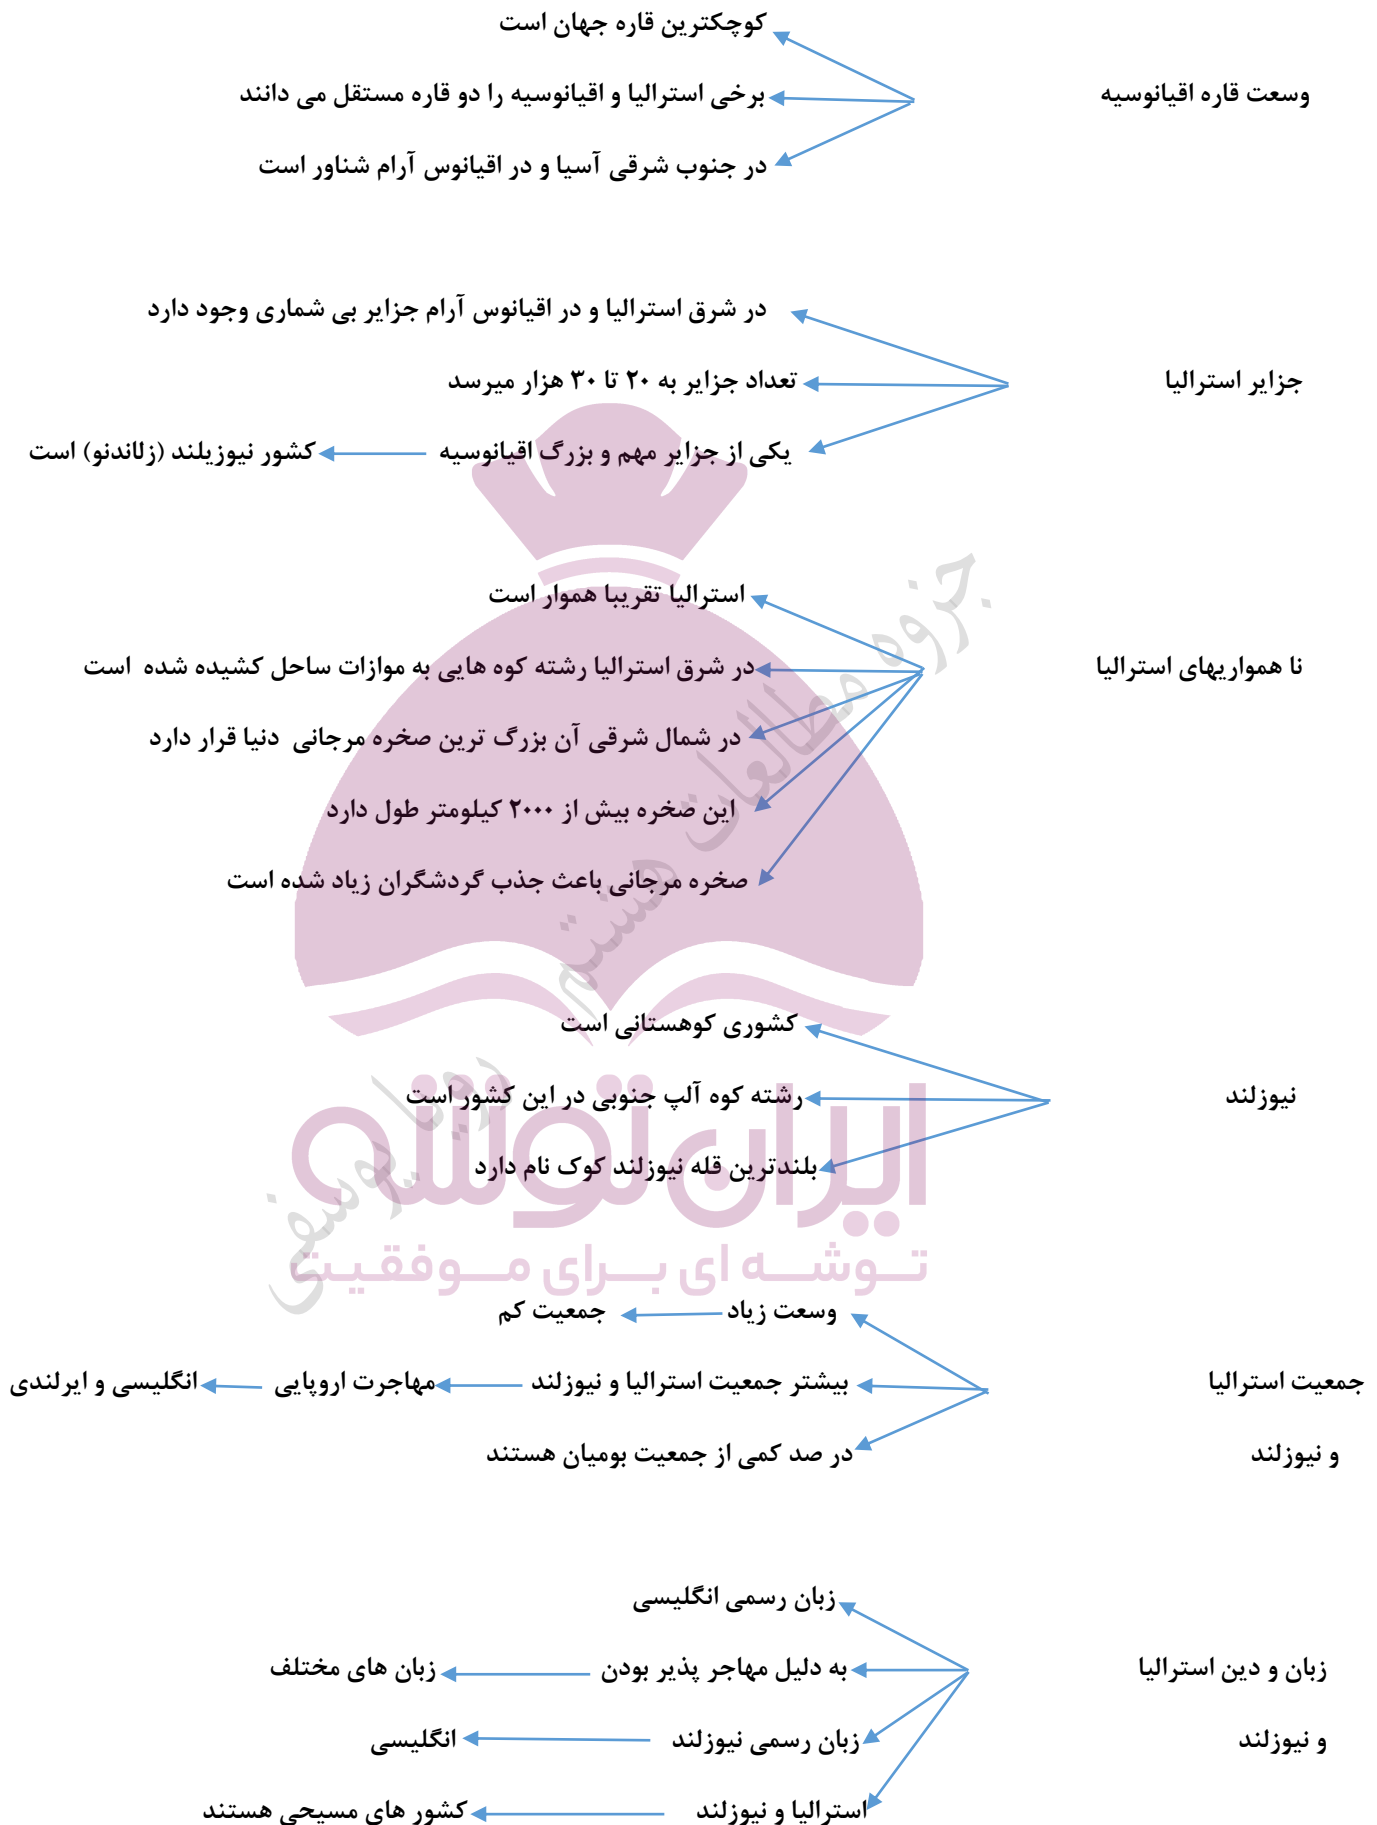 کوچکترین قاره جهان است
وسعت قاره اقیانوسیه برخی استرالیا و اقیانوسیه را دو قاره مستقل می دانند
در جنوب شرقی آسیا و در اقیانوس آرام شناور است
در شرق استرالیا و در اقیانوس آرام جزایر بی شماری وجود دارد
جزایر استرالیا تعداد جزایر به ۲۰ تا ۳۰ هزار میرسد
یکی از جزایر مهم و بزرگ اقیانوسیه کشور نیوزیلند (زلاندنو) است
استرالیا تقریبا هموار است
نا همواریهای استرالیا در شرق استرالیا رشته کوه هایی به موازات ساحل کشیده شده است
در شمال شرقی آن بزرگ ترین صخره مرجانی دنیا قرار دارد
این صخره بیش از ۲۰۰۰ کیلومتر طول دارد
صخره مرجانی باعث جذب گردشگران زیاد شده است
کشوری کوهستانی است
نیوزلند رشته کوه آلپ جنوبی در این کشور است
بلندترین قله نیوزلند کوک نام دارد
وسعت زیاد جمعیت کم
جمعیت استرالیا بیشتر جمعیت استرالیا و نیوزلند مهاجرت اروپایی انگلیسی و ایرلندی
و نیوزلند در صد کمی از جمعیت بومیان هستند
زبان رسمی انگلیسی
زبان و دین استرالیا به دلیل مهاجر پذیر بودن زبان های مختلف
و نیوزلند زبان رسمی نیوزلند انگلیسی
استرالیا و نیوزلند کشور های مسیحی هستند
جزوه مطالعات هشتم رویا یوسفی
ایران توشه
توشه ای برای موفقیت